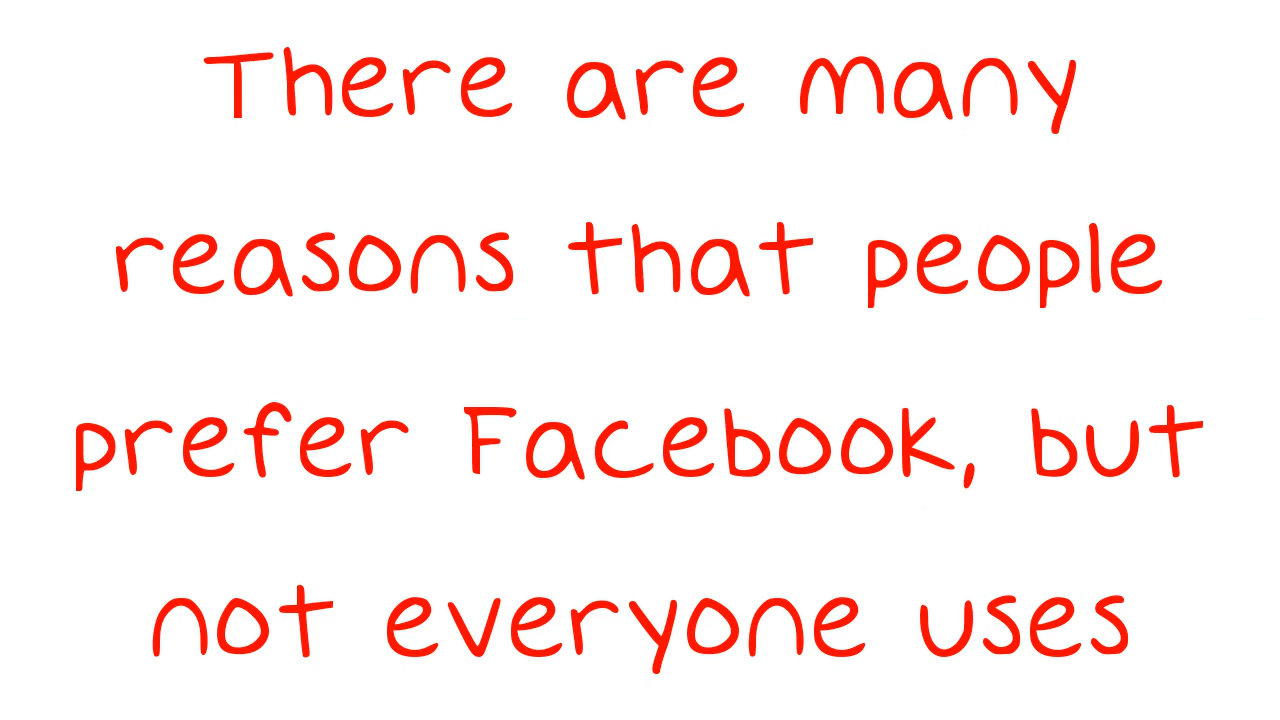 There are many
reasons that people
prefer Facebook, but
not everyone uses